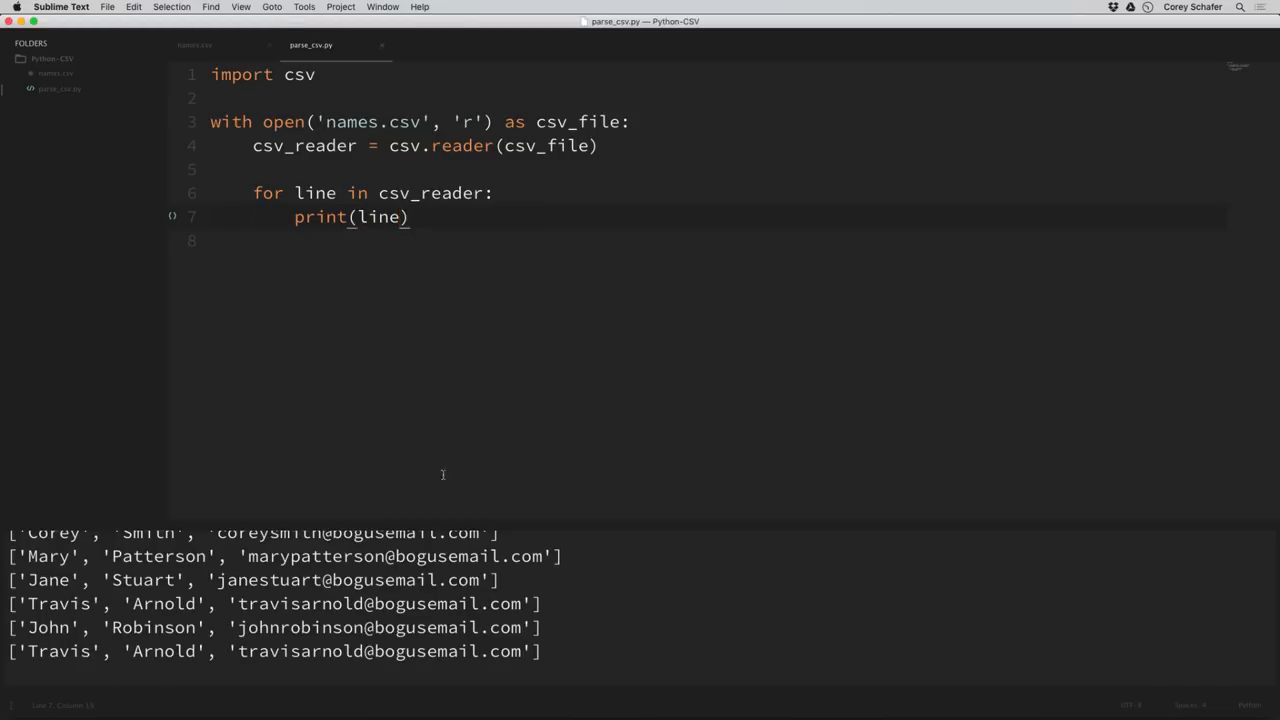 Sublime Text File Edit Selection Find View Goto Tools Project Window Help Corey Schafer
parse_csv.py — Python-CSV
FOLDERS
Python-CSV
names.csv
parse_csv.py
names.csv parse_csv.py
1 import csv
2
3 with open('names.csv', 'r') as csv_file:
4 csv_reader = csv.reader(csv_file)
5
6 for line in csv_reader:
7 print(line)
8
['Corey', 'Smith', 'coreysmith@bogusemail.com']
['Mary', 'Patterson', 'marypatterson@bogusemail.com']
['Jane', 'Stuart', 'janestuart@bogusemail.com']
['Travis', 'Arnold', 'travisarnold@bogusemail.com']
['John', 'Robinson', 'johnrobinson@bogusemail.com']
['Travis', 'Arnold', 'travisarnold@bogusemail.com']
Line 7, Column 19 UTF-8 Spaces: 4 Python